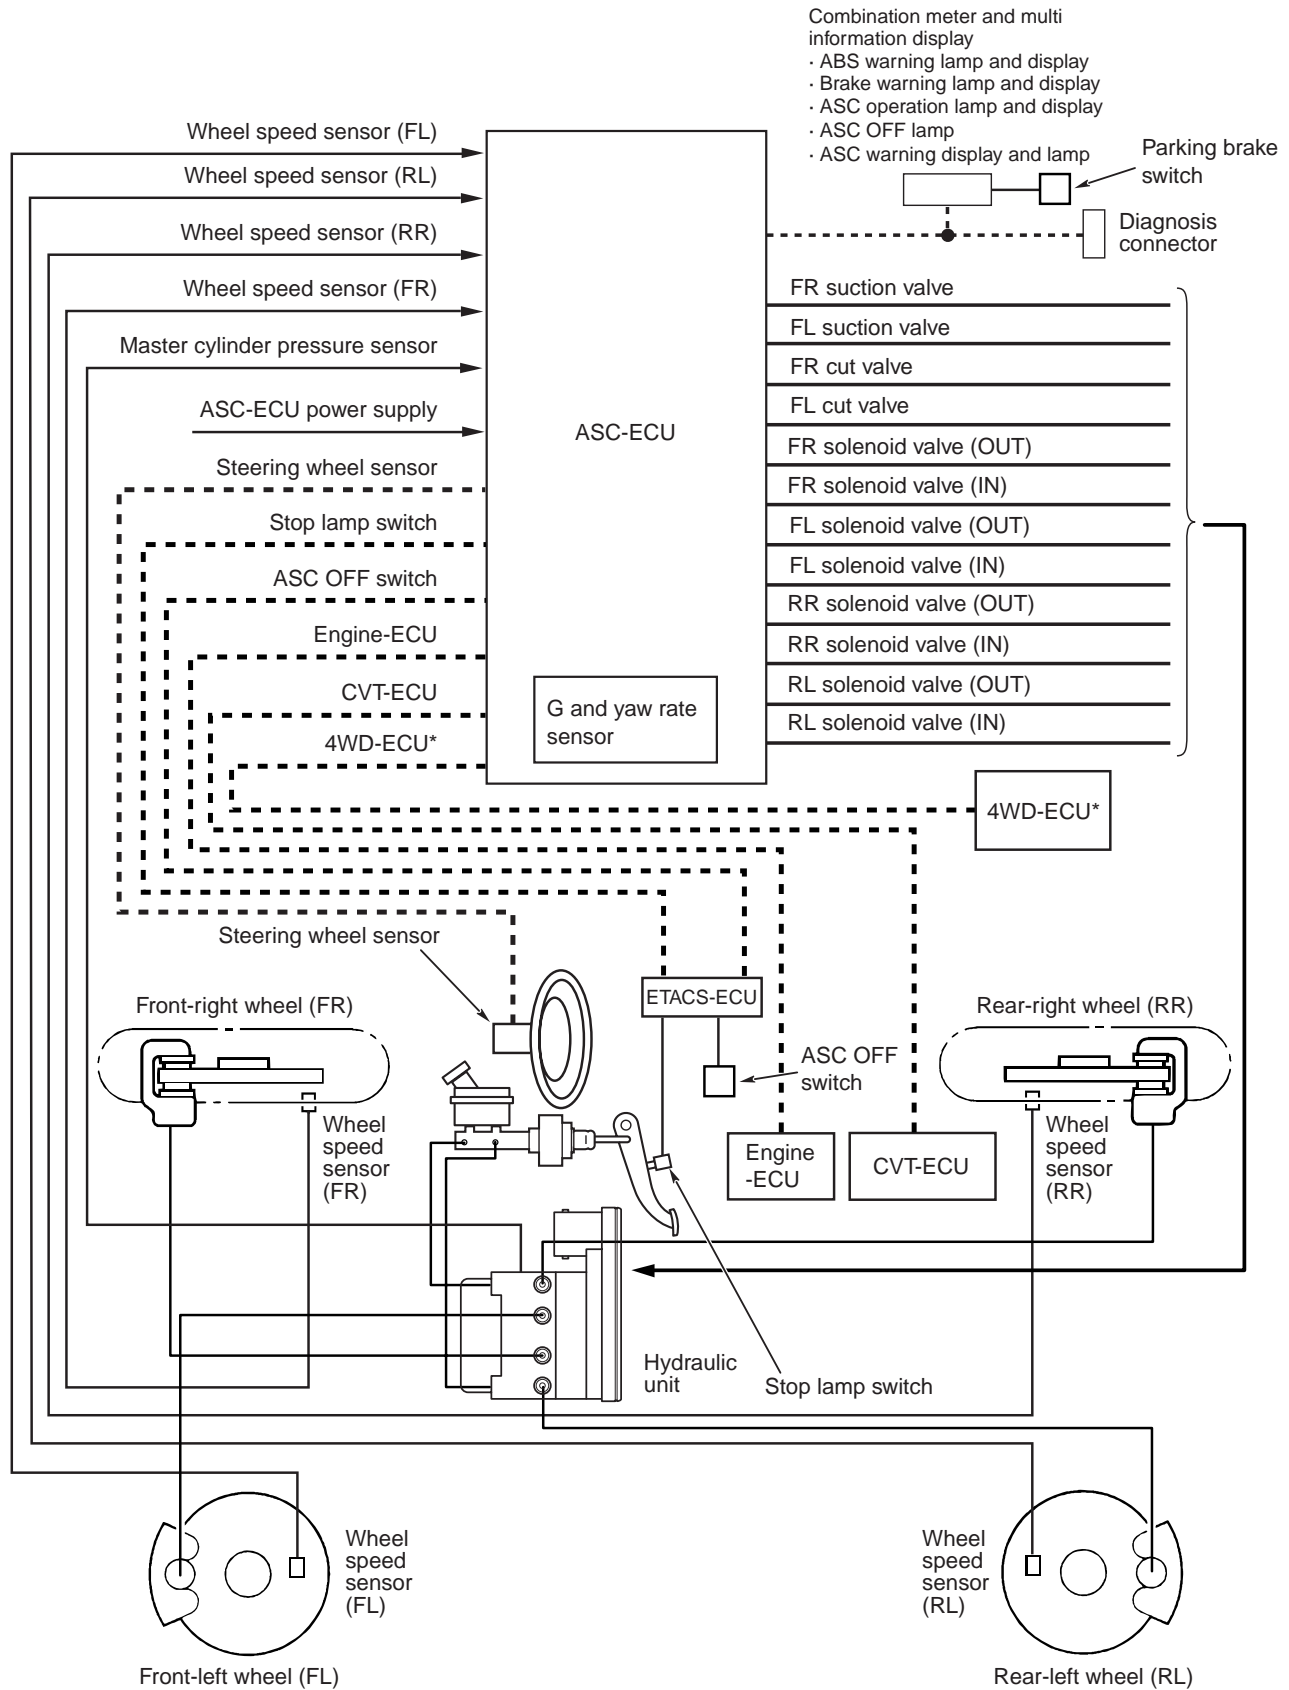 Combination meter and multi
information display
· ABS warning lamp and display
· Brake warning lamp and display
· ASC operation lamp and display
· ASC OFF lamp
· ASC warning display and lamp
Parking brake
switch
Diagnosis
connector
Wheel speed sensor (FL)
Wheel speed sensor (RL)
Wheel speed sensor (RR)
Wheel speed sensor (FR)
Master cylinder pressure sensor
ASC-ECU power supply
Steering wheel sensor
Stop lamp switch
ASC OFF switch
Engine-ECU
CVT-ECU
4WD-ECU*
ASC-ECU
G and yaw rate
sensor
FR suction valve
FL suction valve
FR cut valve
FL cut valve
FR solenoid valve (OUT)
FR solenoid valve (IN)
FL solenoid valve (OUT)
FL solenoid valve (IN)
RR solenoid valve (OUT)
RR solenoid valve (IN)
RL solenoid valve (OUT)
RL solenoid valve (IN)
4WD-ECU*
Steering wheel sensor
ETACS-ECU
Front-right wheel (FR)
Rear-right wheel (RR)
ASC OFF
switch
Wheel
speed
sensor
(FR)
Engine
-ECU
CVT-ECU
Wheel
speed
sensor
(RR)
Hydraulic
unit
Stop lamp switch
Wheel
speed
sensor
(FL)
Wheel
speed
sensor
(RL)
Front-left wheel (FL)
Rear-left wheel (RL)